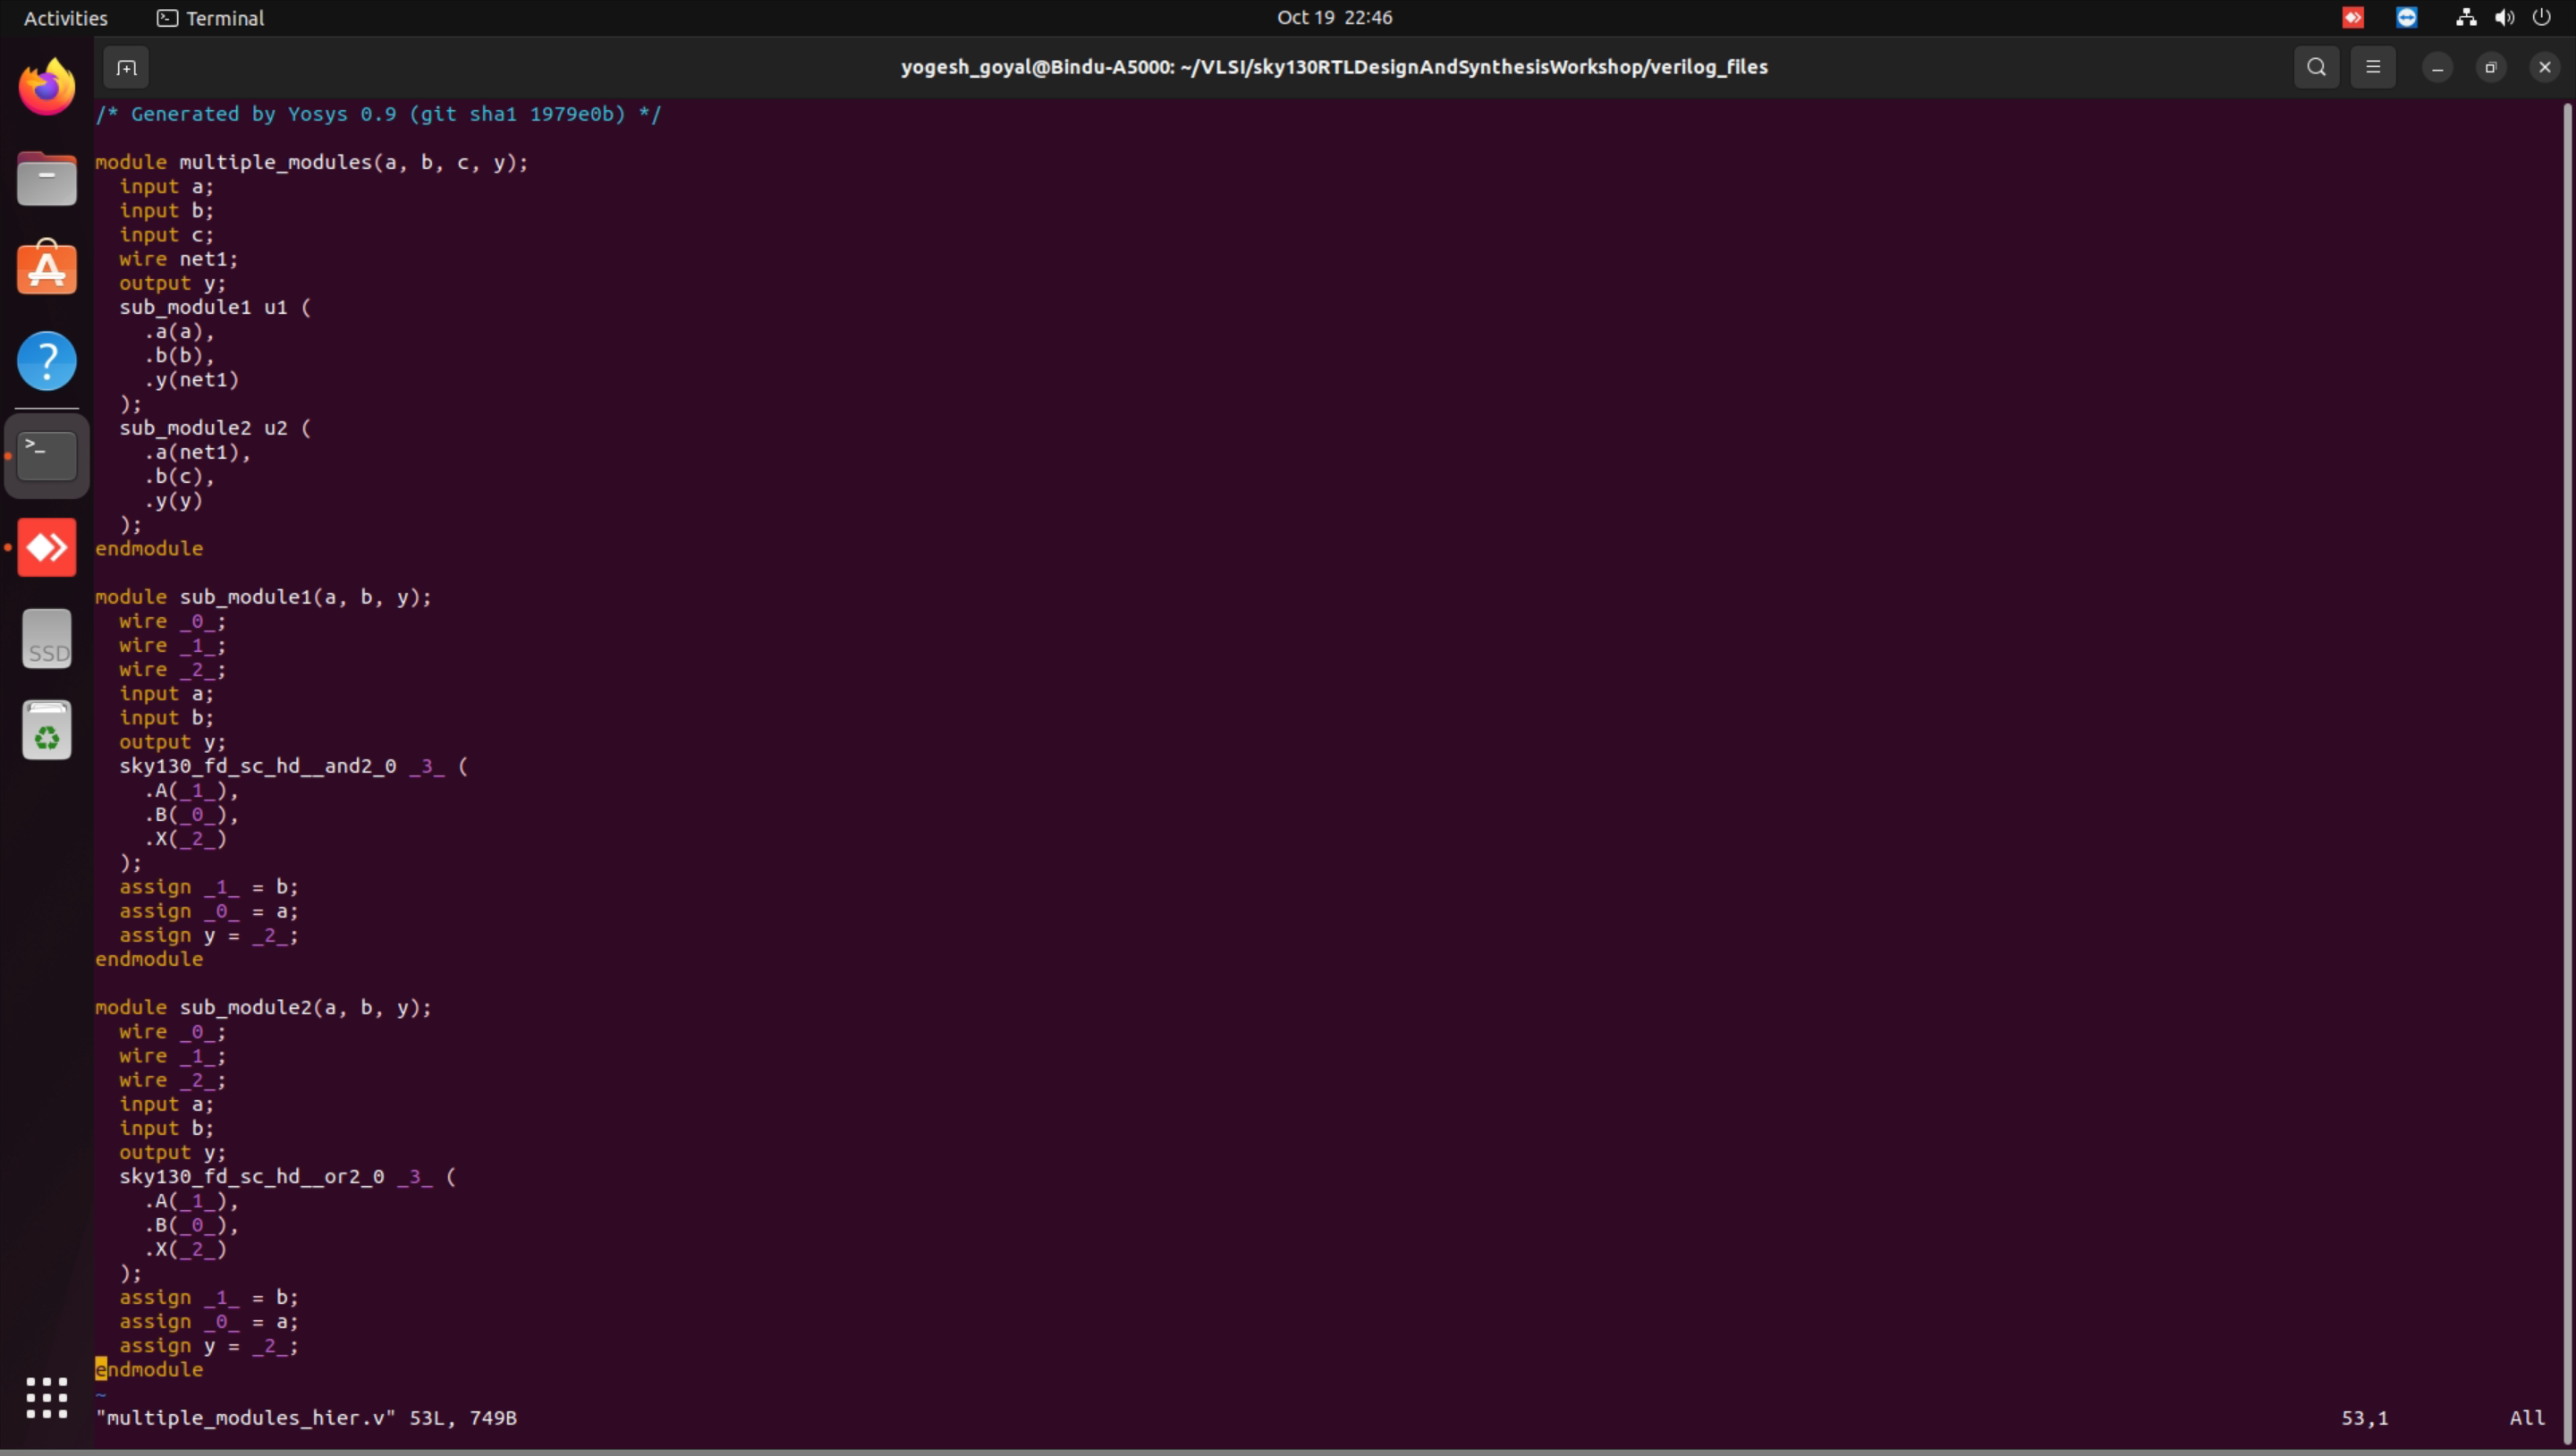 Activities Terminal Oct 19 22:46
yogesh_goyal@Bindu-A5000: ~/VLSI/sky130RTLDesignAndSynthesisWorkshop/verilog_files
/* Generated by Yosys 0.9 (git sha1 1979e0b) */
module multiple_modules(a, b, c, y);
  input a;
  input b;
  input c;
  wire net1;
  output y;
  sub_module1 u1 (
    .a(a),
    .b(b),
    .y(net1)
  );
  sub_module2 u2 (
    .a(net1),
    .b(c),
    .y(y)
  );
endmodule
module sub_module1(a, b, y);
  wire _0_;
  wire _1_;
  wire _2_;
  input a;
  input b;
  output y;
  sky130_fd_sc_hd__and2_0 _3_ (
    .A(_1_),
    .B(_0_),
    .X(_2_)
  );
  assign _1_ = b;
  assign _0_ = a;
  assign y = _2_;
endmodule
module sub_module2(a, b, y);
  wire _0_;
  wire _1_;
  wire _2_;
  input a;
  input b;
  output y;
  sky130_fd_sc_hd__or2_0 _3_ (
    .A(_1_),
    .B(_0_),
    .X(_2_)
  );
  assign _1_ = b;
  assign _0_ = a;
  assign y = _2_;
endmodule
~
"multiple_modules_hier.v" 53L, 749B 53,1 All
SSD